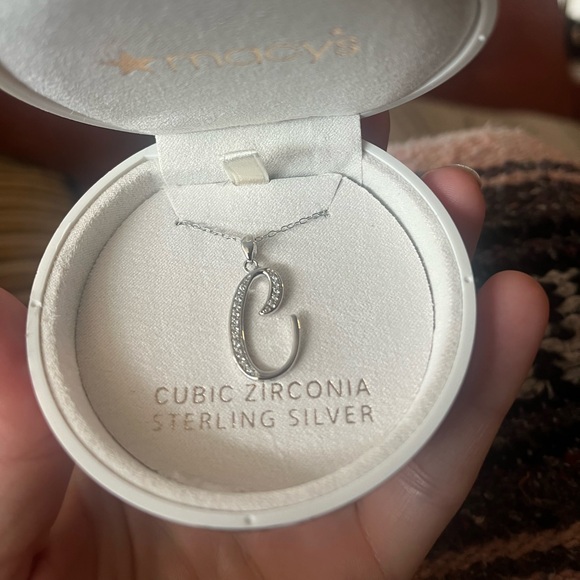 macy's
C
CUBIC ZIRCONIA
STERLING SILVER